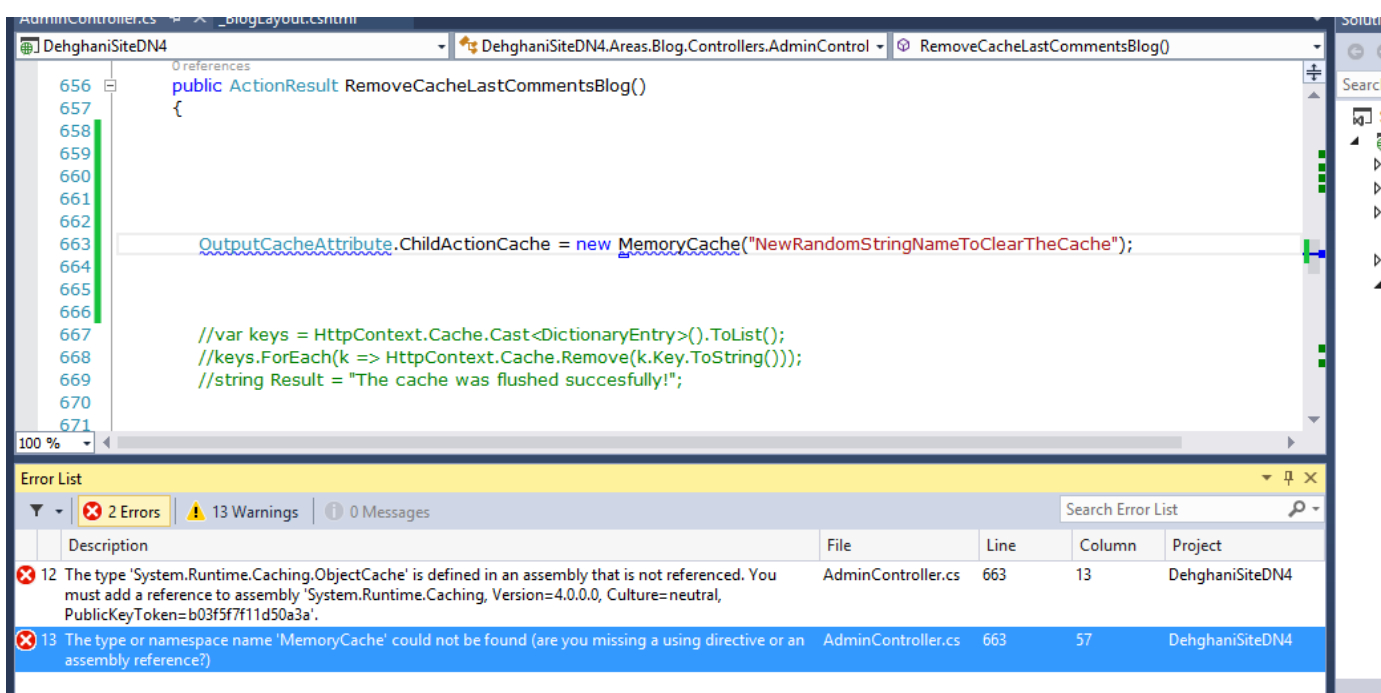 AdminController.cs _BlogLayout.cshtml
DehghaniSiteDN4 DehghaniSiteDN4.Areas.Blog.Controllers.AdminControl RemoveCacheLastCommentsBlog()
0 references
656 public ActionResult RemoveCacheLastCommentsBlog()
657 {
658
659
660
661
662
663 OutputCacheAttribute.ChildActionCache = new MemoryCache("NewRandomStringNameToClearTheCache");
664
665
666
667 //var keys = HttpContext.Cache.Cast<DictionaryEntry>().ToList();
668 //keys.ForEach(k => HttpContext.Cache.Remove(k.Key.ToString()));
669 //string Result = "The cache was flushed succesfully!";
670
671
100 %
Error List
2 Errors 13 Warnings 0 Messages Search Error List
Description File Line Column Project
12 The type 'System.Runtime.Caching.ObjectCache' is defined in an assembly that is not referenced. You AdminController.cs 663 13 DehghaniSiteDN4
must add a reference to assembly 'System.Runtime.Caching, Version=4.0.0.0, Culture=neutral,
PublicKeyToken=b03f5f7f11d50a3a'.
13 The type or namespace name 'MemoryCache' could not be found (are you missing a using directive or an AdminController.cs 663 57 DehghaniSiteDN4
assembly reference?)